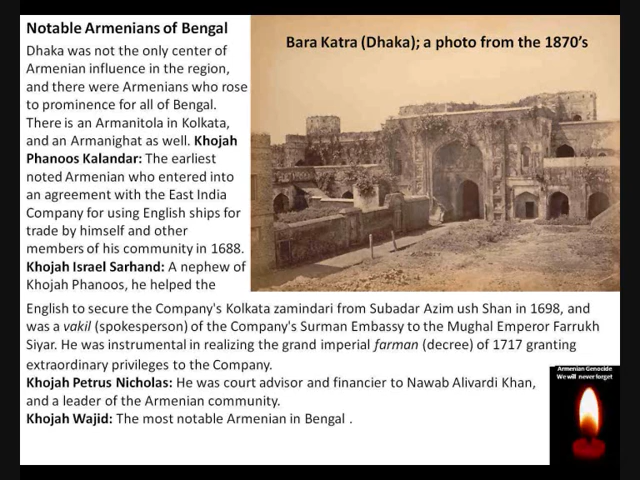 Notable Armenians of Bengal
Dhaka was not the only center of
Armenian influence in the region,
and there were Armenians who rose
to prominence for all of Bengal.
There is an Armanitola in Kolkata,
and an Armanighat as well. Khojah
Phanoos Kalandar: The earliest
noted Armenian who entered into
an agreement with the East India
Company for using English ships for
trade by himself and other
members of his community in 1688.
Khojah Israel Sarhand: A nephew of
Khojah Phanoos, he helped the
English to secure the Company's Kolkata zamindari from Subadar Azim ush Shan in 1698, and
was a vakil (spokesperson) of the Company's Surman Embassy to the Mughal Emperor Farrukh
Siyar. He was instrumental in realizing the grand imperial farman (decree) of 1717 granting
extraordinary privileges to the Company.
Khojah Petrus Nicholas: He was court advisor and financier to Nawab Alivardi Khan,
and a leader of the Armenian community.
Khojah Wajid: The most notable Armenian in Bengal .
Bara Katra (Dhaka); a photo from the 1870's
Armenian Genocide
We will never forget